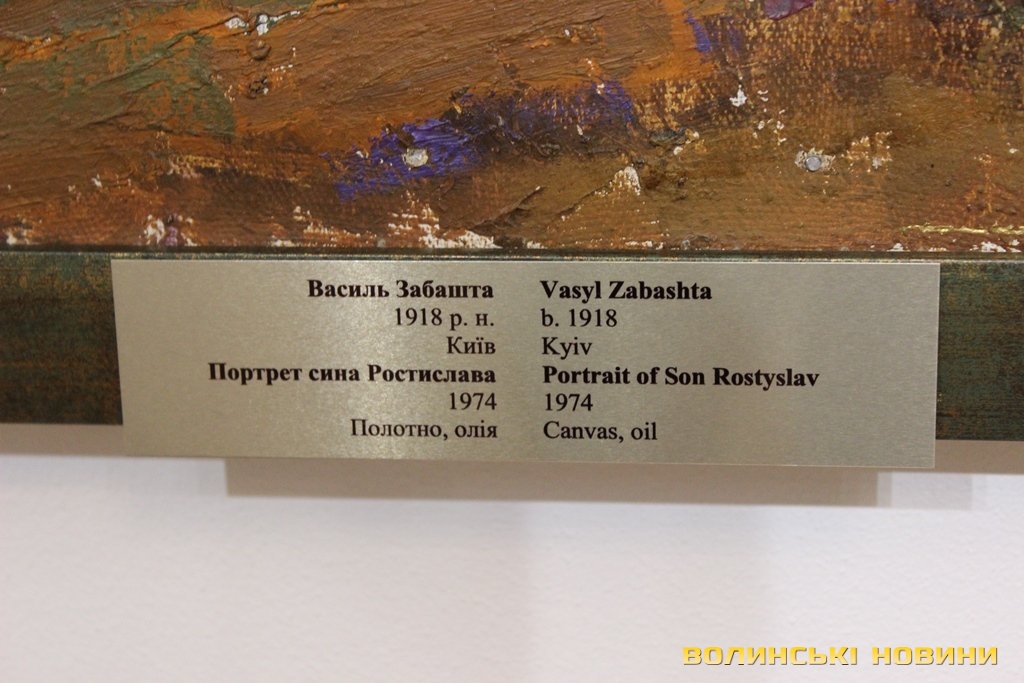 Василь Забашта
1918 р. н.
Київ
Портрет сина Ростислава
1974
Полотно, олія
Vasyl Zabashta
b. 1918
Kyiv
Portrait of Son Rostyslav
1974
Canvas, oil
ВОЛИНСЬКІ НОВИНИ